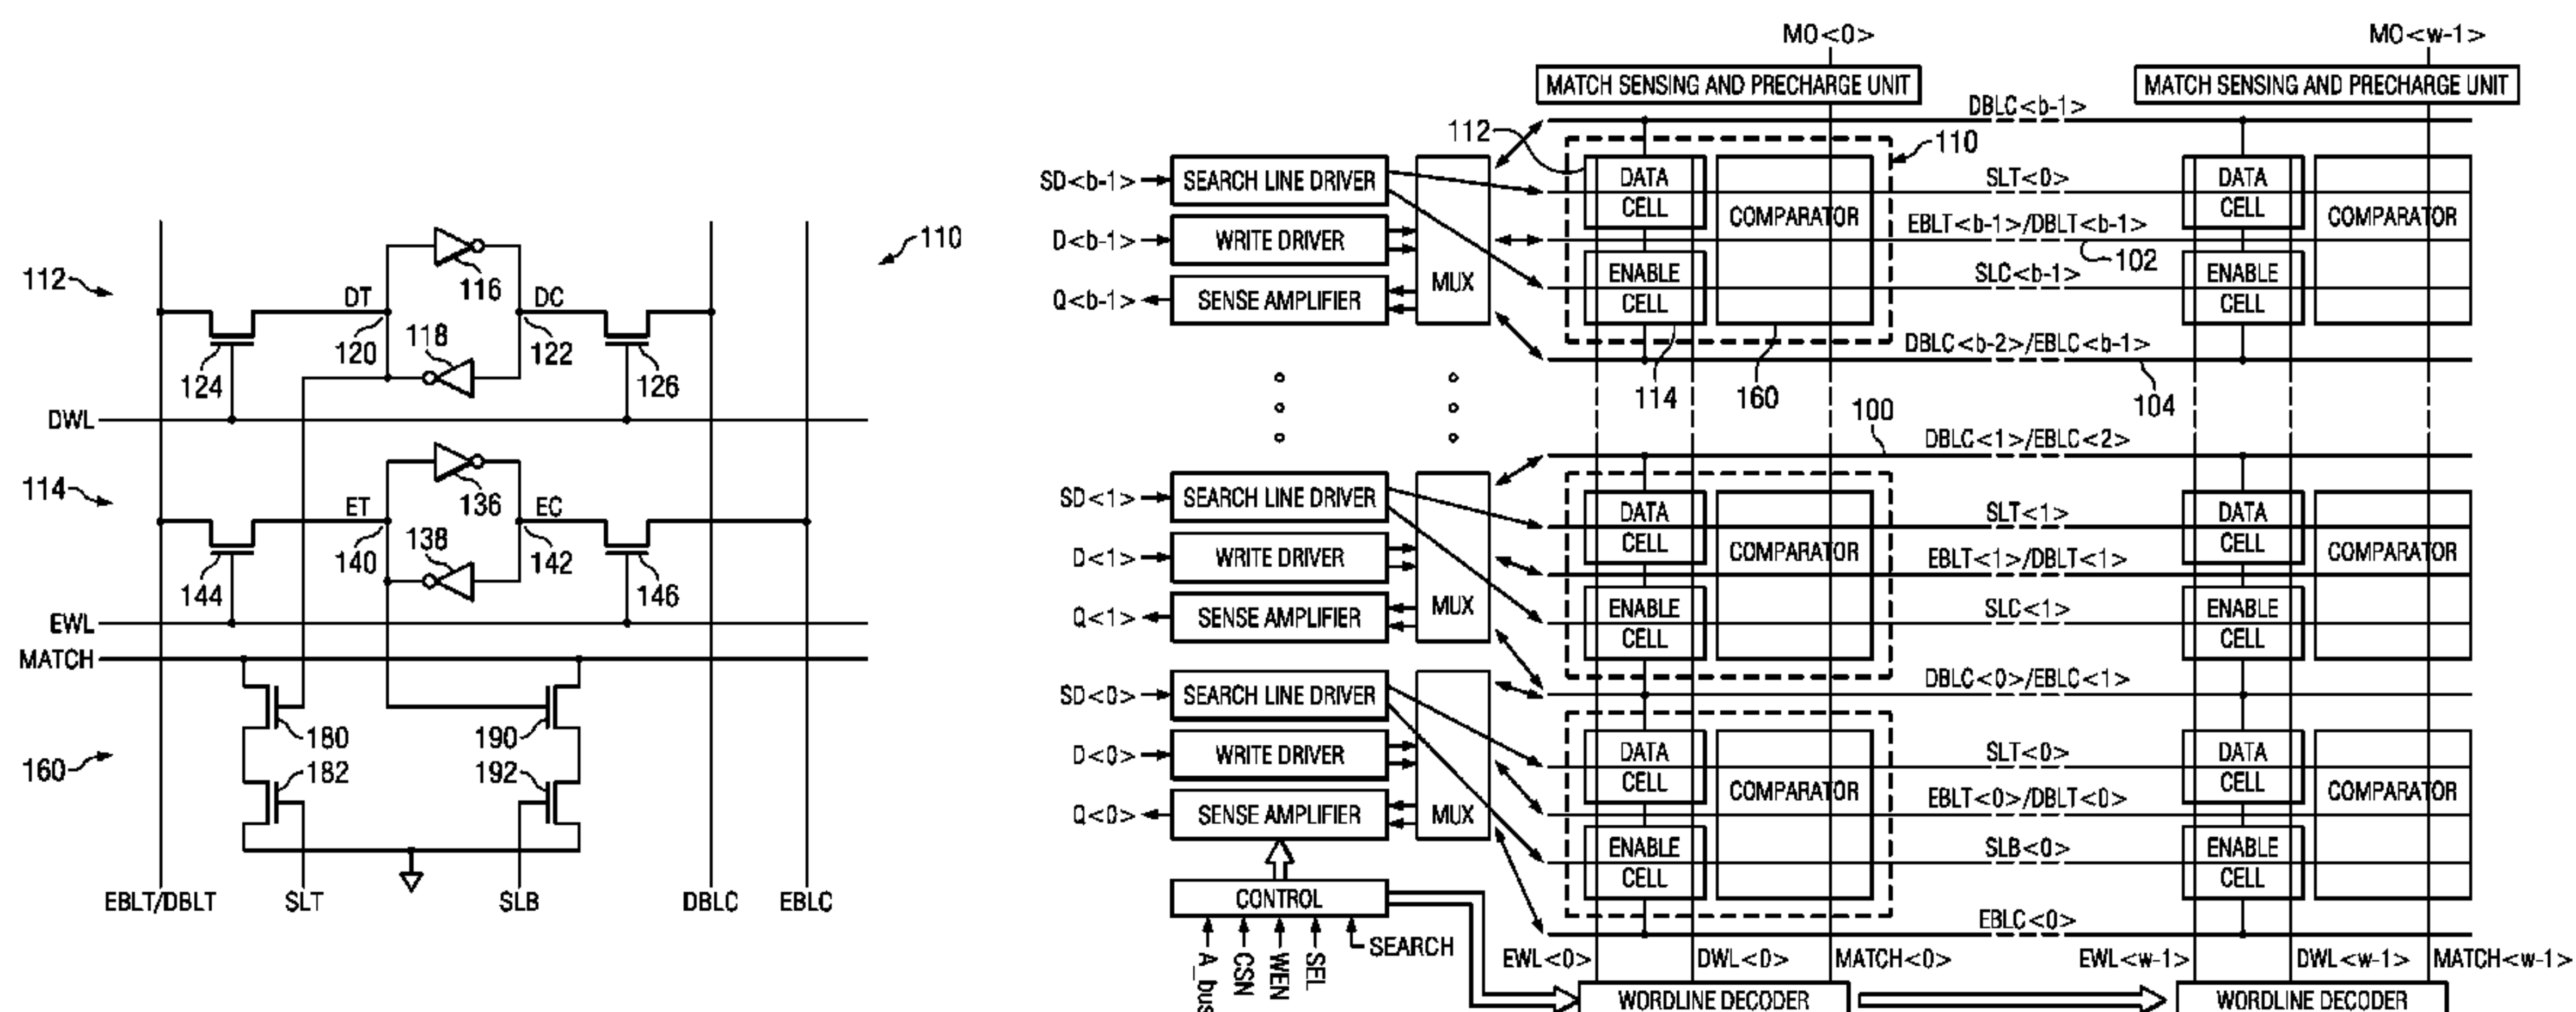 110
112
DT
116
DC
118
120
122
124
126
DWL
114
ET
136
EC
138
140
142
144
146
EWL
MATCH
180
190
160
182
192
EBLT/DBLT
SLT
SLB
DBLC
EBLC
MO<0>
MO<w-1>
MATCH SENSING AND PRECHARGE UNIT
MATCH SENSING AND PRECHARGE UNIT
DBLC<b-1>
112
110
SD<b-1>
SEARCH LINE DRIVER
DATA
CELL
SLT<0>
DATA
CELL
D<b-1>
WRITE DRIVER
COMPARATOR
EBLT<b-1>/DBLT<b-1>
COMPARATOR
102
Q<b-1>
SENSE AMPLIFIER
MUX
ENABLE
CELL
SLC<b-1>
ENABLE
CELL
DBLC<b-2>/EBLC<b-1>
114
160
104
100
DBLC<1>/EBLC<2>
SD<1>
SEARCH LINE DRIVER
DATA
CELL
SLT<1>
DATA
CELL
D<1>
WRITE DRIVER
COMPARATOR
EBLT<1>/DBLT<1>
COMPARATOR
Q<1>
SENSE AMPLIFIER
MUX
ENABLE
CELL
SLC<1>
ENABLE
CELL
DBLC<0>/EBLC<1>
SD<0>
SEARCH LINE DRIVER
DATA
CELL
SLT<0>
DATA
CELL
D<0>
WRITE DRIVER
COMPARATOR
EBLT<0>/DBLT<0>
COMPARATOR
Q<0>
SENSE AMPLIFIER
MUX
ENABLE
CELL
SLB<0>
ENABLE
CELL
CONTROL
EBLC<0>
A_bus
CSN
WEN
SEL
SEARCH
EWL<0>
DWL<0>
MATCH<0>
EWL<w-1>
DWL<w-1>
MATCH<w-1>
WORDLINE DECODER
WORDLINE DECODER